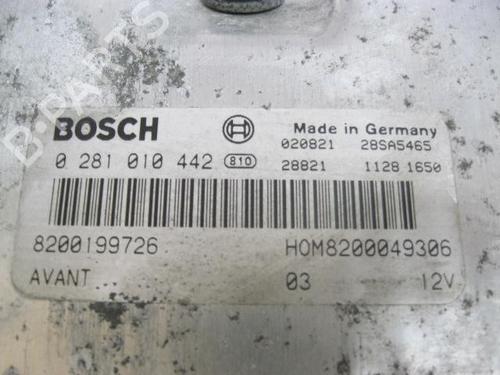 B-PARTS
BOSCH
Made in Germany
020821 28SA5465
0 281 010 442 810 28821 1128 1650
8200199726 HOM8200049306
AVANT 03 12V